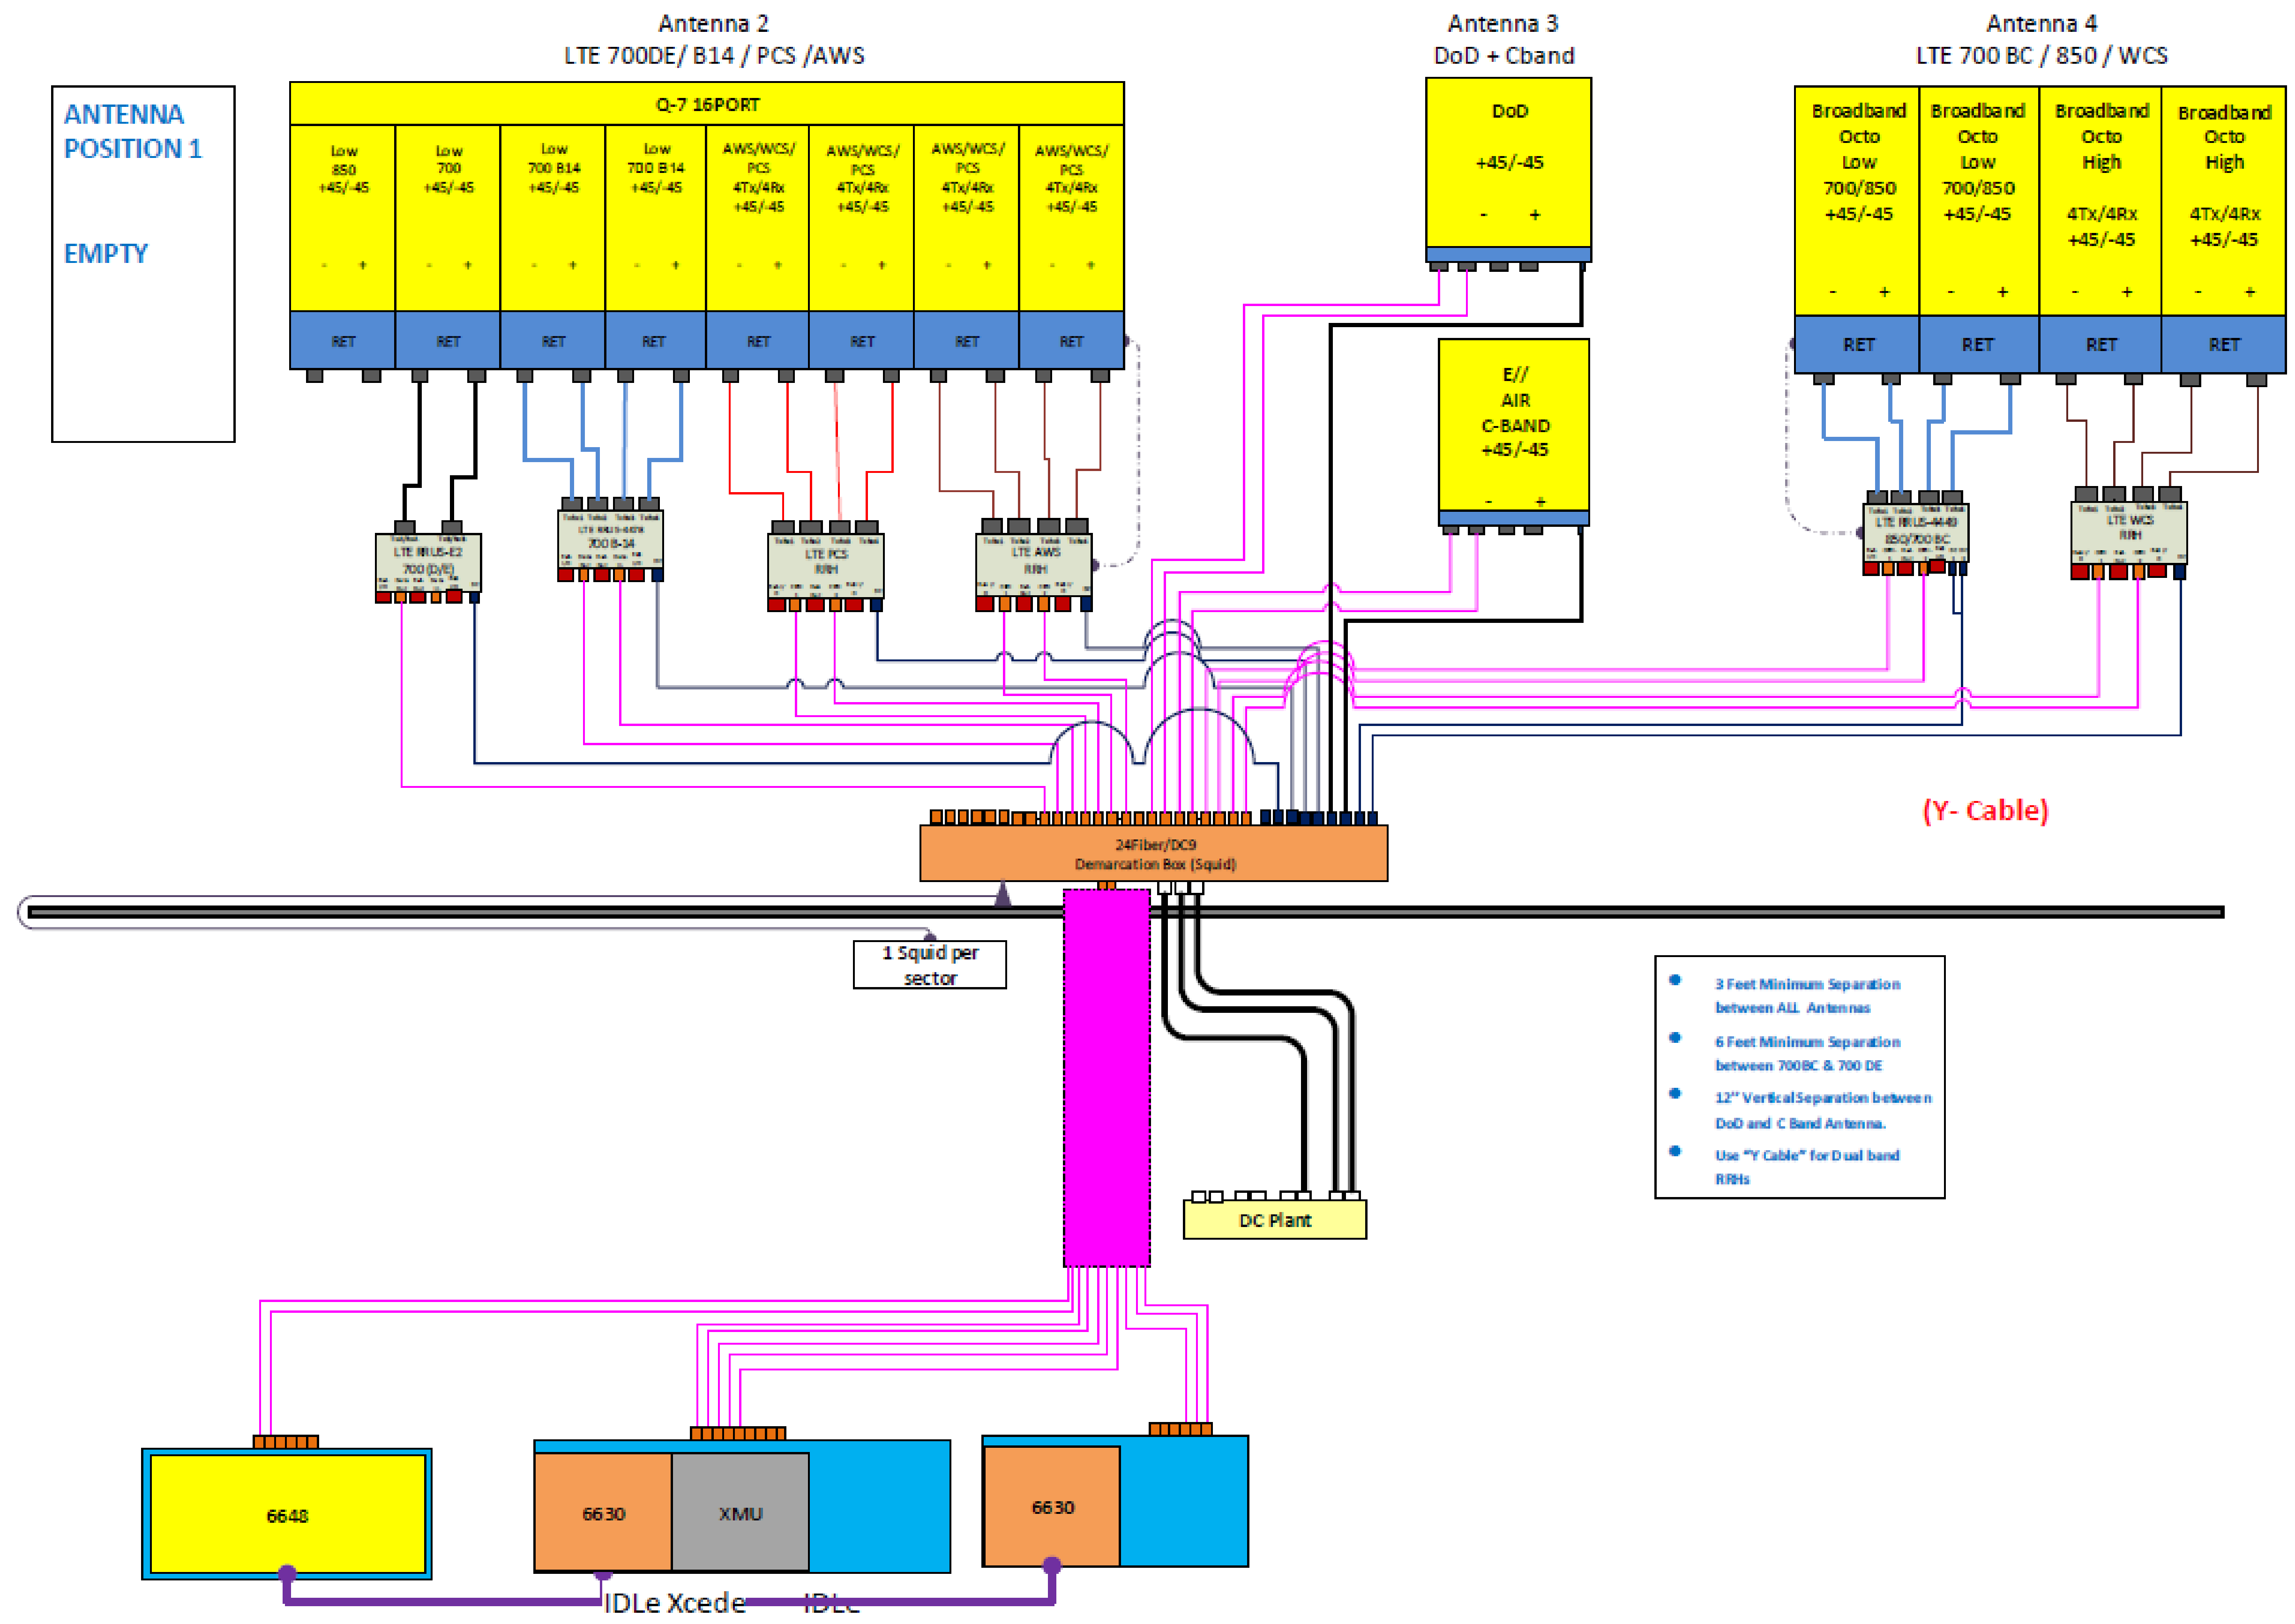 Antenna 2
LTE 700DE/ B14 / PCS /AWS
Antenna 3
DoD + Cband
Antenna 4
LTE 700 BC / 850 / WCS
ANTENNA
POSITION 1
EMPTY
Q-7 16PORT
Low
850
+45/-45
- +
RET
Low
700
+45/-45
- +
RET
Low
700 B14
+45/-45
- +
RET
Low
700 B14
+45/-45
- +
RET
AWS/WCS/
PCS
4Tx/4Rx
+45/-45
- +
RET
AWS/WCS/
PCS
4Tx/4Rx
+45/-45
- +
RET
AWS/WCS/
PCS
4Tx/4Rx
+45/-45
- +
RET
AWS/WCS/
PCS
4Tx/4Rx
+45/-45
- +
RET
DoD
+45/-45
- +
E//
AIR
C-BAND
+45/-45
- +
Broadband
Octo
Low
700/850
+45/-45
- +
RET
Broadband
Octo
Low
700/850
+45/-45
- +
RET
Broadband
Octo
High
4Tx/4Rx
+45/-45
- +
RET
Broadband
Octo
High
4Tx/4Rx
+45/-45
- +
RET
LTE RRUS-E2
700 (D/E)
LTE
700 B-14
LTE PCS
RRH
LTE AWS
RRH
LTE RRUS-4449
850/700 BC
LTE WCS
RRH
(Y- Cable)
24Fiber/DC9
Demarcation Box (Squid)
1 Squid per
sector
• 3 Feet Minimum Separation
between ALL Antennas
• 6 Feet Minimum Separation
between 700BC & 700 DE
• 12" Vertical Separation between
DoD and C Band Antenna.
• Use "Y Cable" for Dual band
RRHs
DC Plant
6648
6630
XMU
6630
IDLe Xcede
IDLe